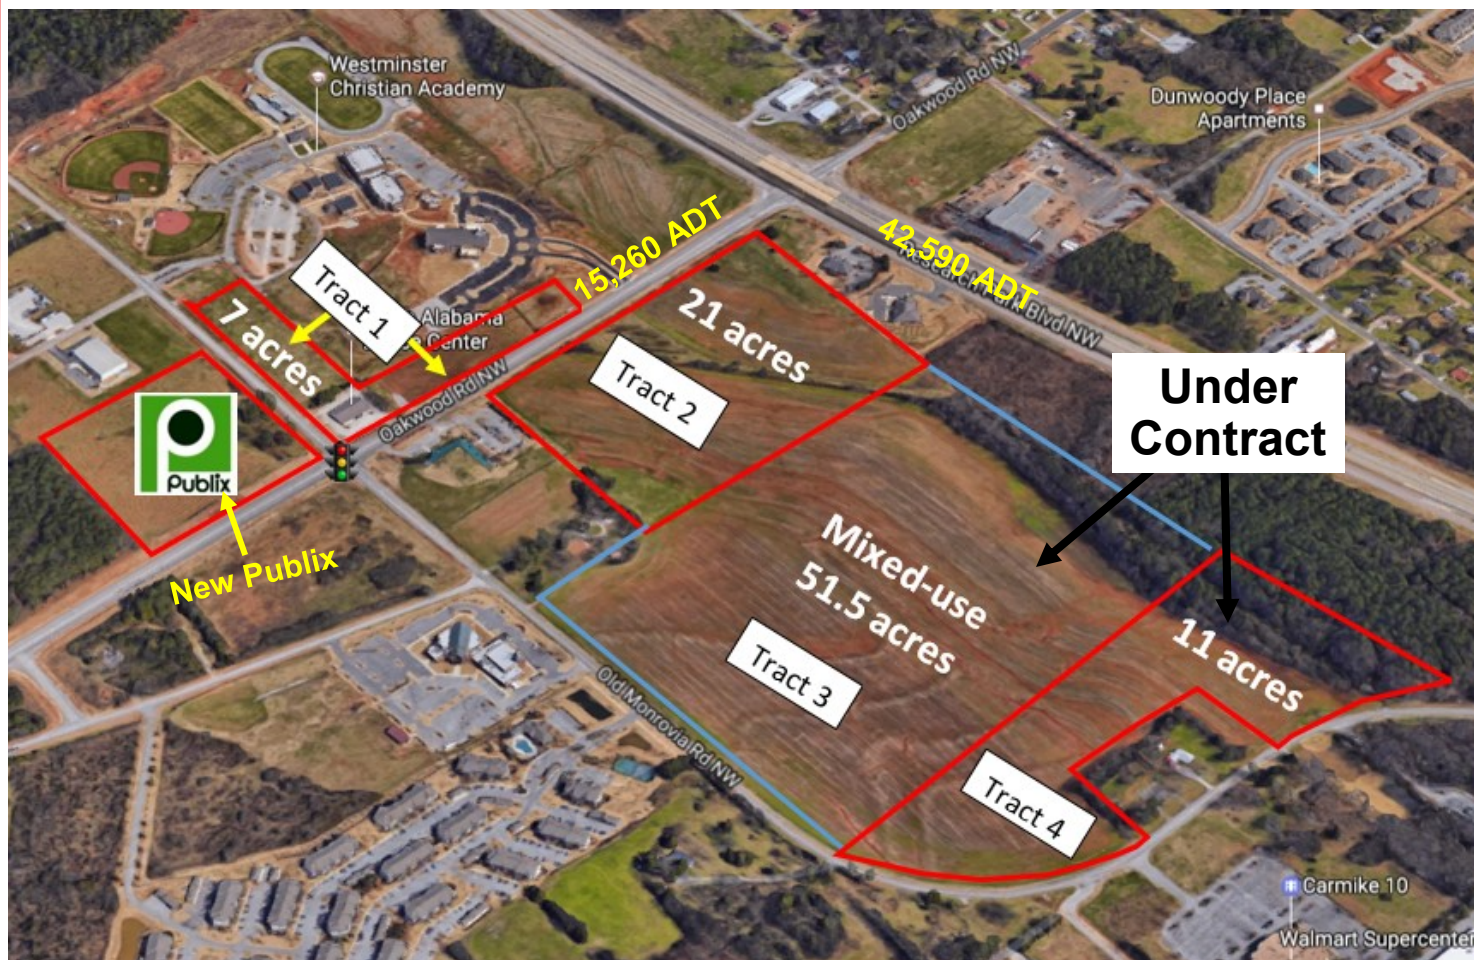 Westminster
Christian Academy
Oakwood Rd NW
Dunwoody Place
Apartments
15,260 ADT
42,590 ADT
Blvd NW
Tract 1
7 acres
Alabama
Center
Oakwood Rd NW
21 acres
Tract 2
Under
Contract
Publix
New Publix
Mixed-use
51.5 acres
Tract 3
11 acres
Old Monrovia Rd NW
Tract 4
Carmike 10
Walmart Supercenter